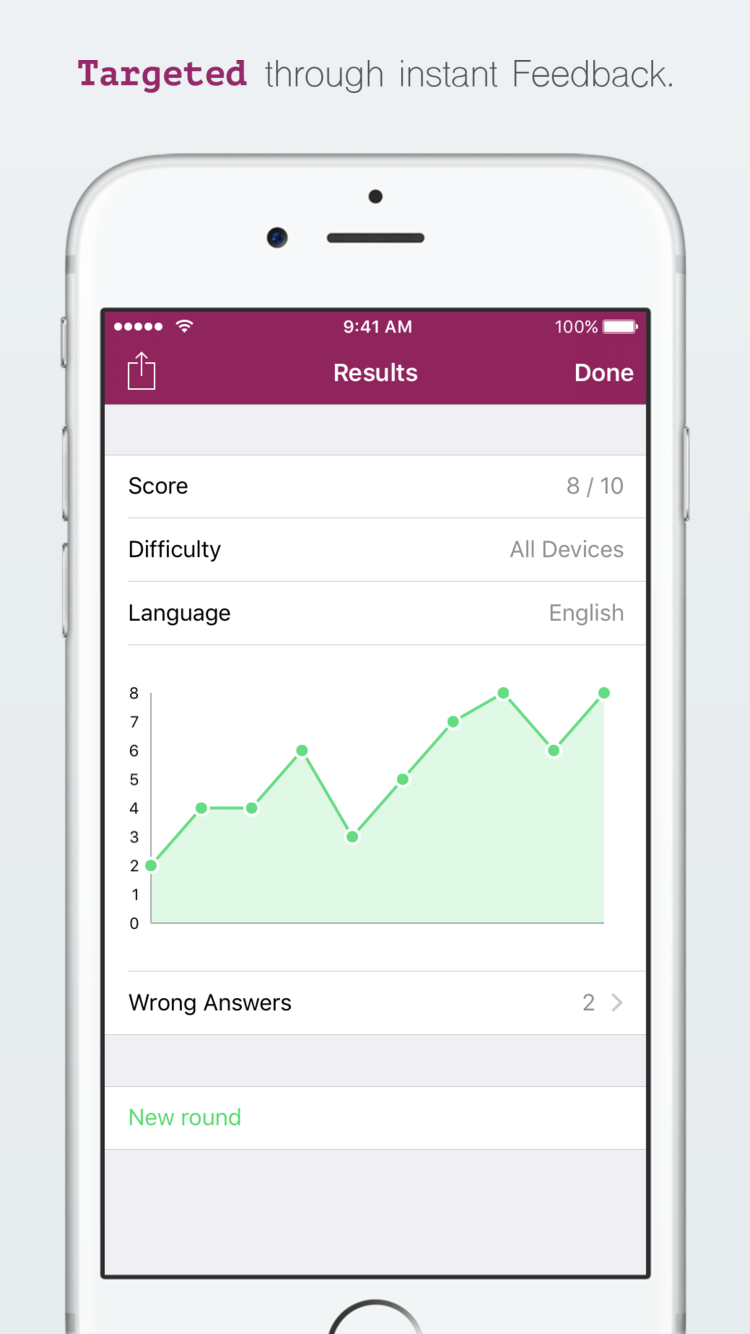 Targeted through instant Feedback.
9:41 AM 100%
Results Done
Score 8 / 10
Difficulty All Devices
Language English
8
7
6
5
4
3
2
1
0
Wrong Answers 2
New round